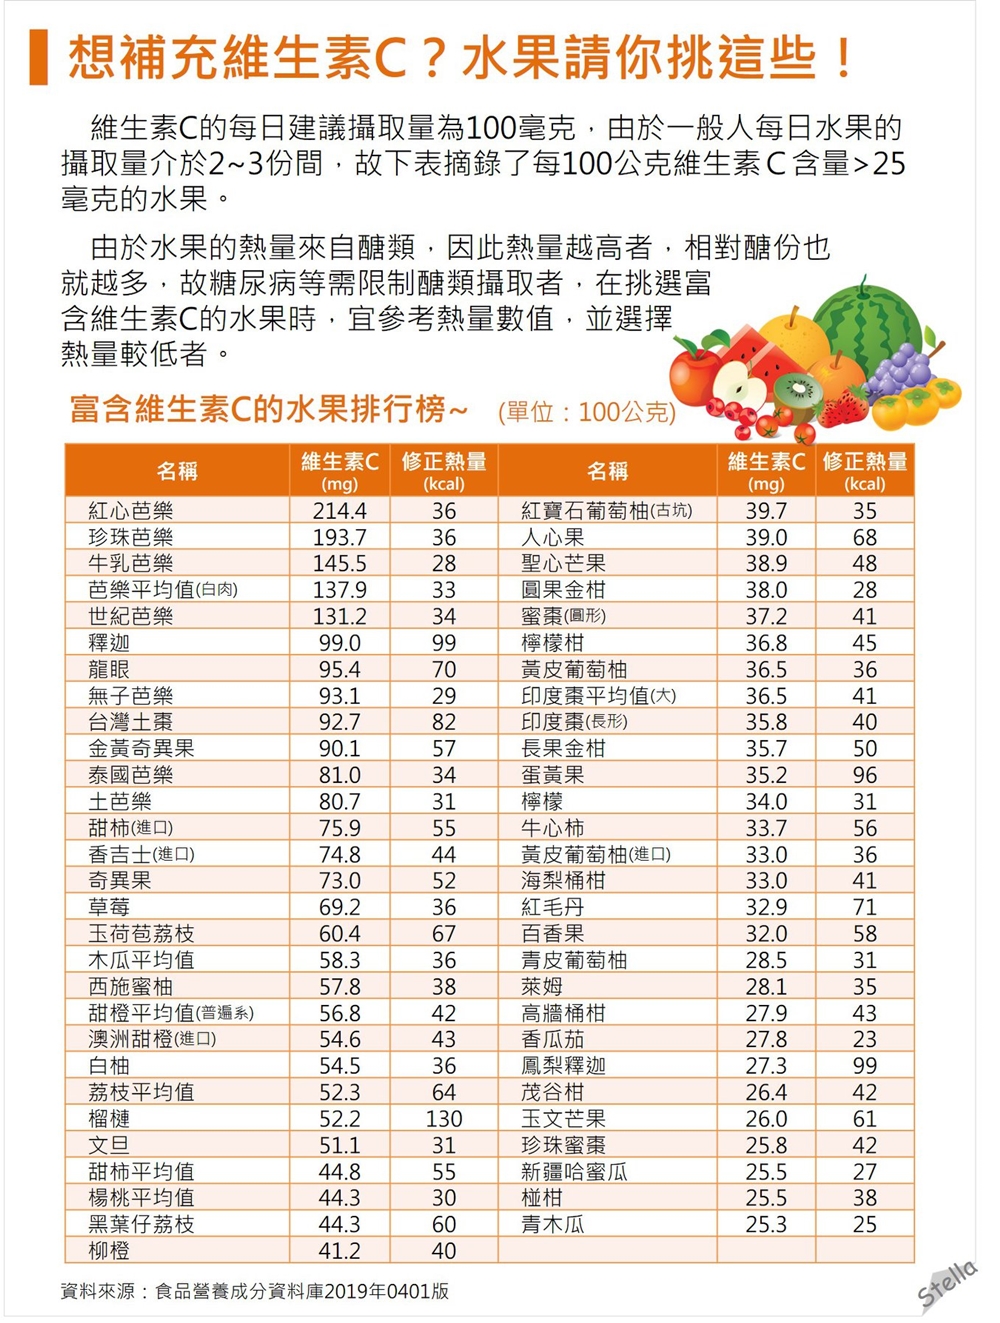 想補充維生素C？水果請你挑這些！
維生素C的每日建議攝取量為100毫克，由於一般人每日水果的
攝取量介於2~3份間，故下表摘錄了每100公克維生素C含量>25
毫克的水果。
由於水果的熱量來自醣類，因此熱量越高者，相對醣份也
就越多，故糖尿病等需限制醣類攝取者，在挑選富
含維生素C的水果時，宜參考熱量數值，並選擇
熱量較低者。
富含維生素C的水果排行榜~ (單位：100公克)
名稱 維生素C (mg) 修正熱量 (kcal) 名稱 維生素C (mg) 修正熱量 (kcal)
紅心芭樂 214.4 36 紅寶石葡萄柚(古坑) 39.7 35
珍珠芭樂 193.7 36 人心果 39.0 68
牛乳芭樂 145.5 28 聖心芒果 38.9 48
芭樂平均值(白肉) 137.9 33 圓果金柑 38.0 28
世紀芭樂 131.2 34 蜜棗(圓形) 37.2 41
釋迦 99.0 99 檸檬柑 36.8 45
龍眼 95.4 70 黃皮葡萄柚 36.5 36
無子芭樂 93.1 29 印度棗平均值(大) 36.5 41
台灣土棗 92.7 82 印度棗(長形) 35.8 40
金黃奇異果 90.1 57 長果金柑 35.7 50
泰國芭樂 81.0 34 蛋黃果 35.2 96
土芭樂 80.7 31 檸檬 34.0 31
甜柿(進口) 75.9 55 牛心柿 33.7 56
香吉士(進口) 74.8 44 黃皮葡萄柚(進口) 33.0 36
奇異果 73.0 52 海梨桶柑 33.0 41
草莓 69.2 36 紅毛丹 32.9 71
玉荷苞荔枝 60.4 67 百香果 32.0 58
木瓜平均值 58.3 36 青皮葡萄柚 28.5 31
西施蜜柚 57.8 38 萊姆 28.1 35
甜橙平均值(普遍系) 56.8 42 高牆桶柑 27.9 43
澳洲甜橙(進口) 54.6 43 香瓜茄 27.8 23
白柚 54.5 36 鳳梨釋迦 27.3 99
荔枝平均值 52.3 64 茂谷柑 26.4 42
榴槤 52.2 130 玉文芒果 26.0 61
文旦 51.1 31 珍珠蜜棗 25.8 42
甜柿平均值 44.8 55 新疆哈蜜瓜 25.5 27
楊桃平均值 44.3 30 椪柑 25.5 38
黑葉仔荔枝 44.3 60 青木瓜 25.3 25
柳橙 41.2 40
資料來源：食品營養成分資料庫2019年0401版
Stella